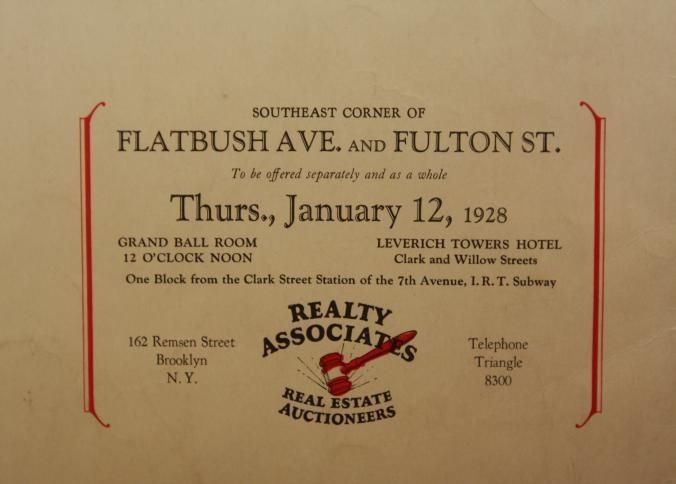 SOUTHEAST CORNER OF
FLATBUSH AVE. AND FULTON ST.
To be offered separately and as a whole
Thurs., January 12, 1928
GRAND BALL ROOM
12 O'CLOCK NOON
LEVERICH TOWERS HOTEL
Clark and Willow Streets
One Block from the Clark Street Station of the 7th Avenue, I. R. T. Subway
162 Remsen Street
Brooklyn
N. Y.
REALTY
ASSOCIATES
REAL ESTATE
AUCTIONEERS
Telephone
Triangle
8300